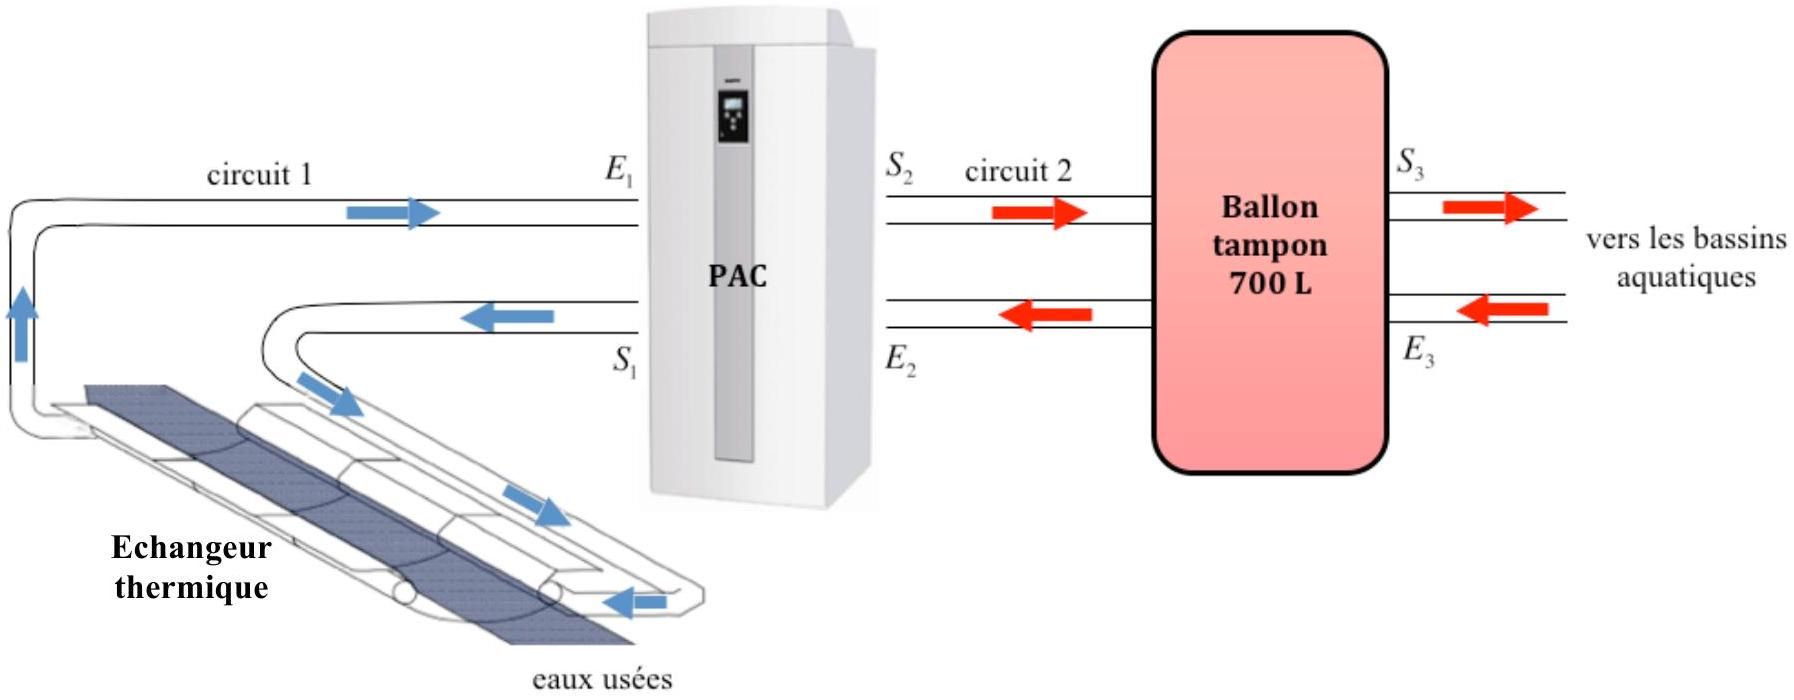 circuit 1
E1
S2
circuit 2
S3
Ballon
tampon
700 L
vers les bassins
aquatiques
PAC
S1
E2
E3
Echangeur
thermique
eaux usées